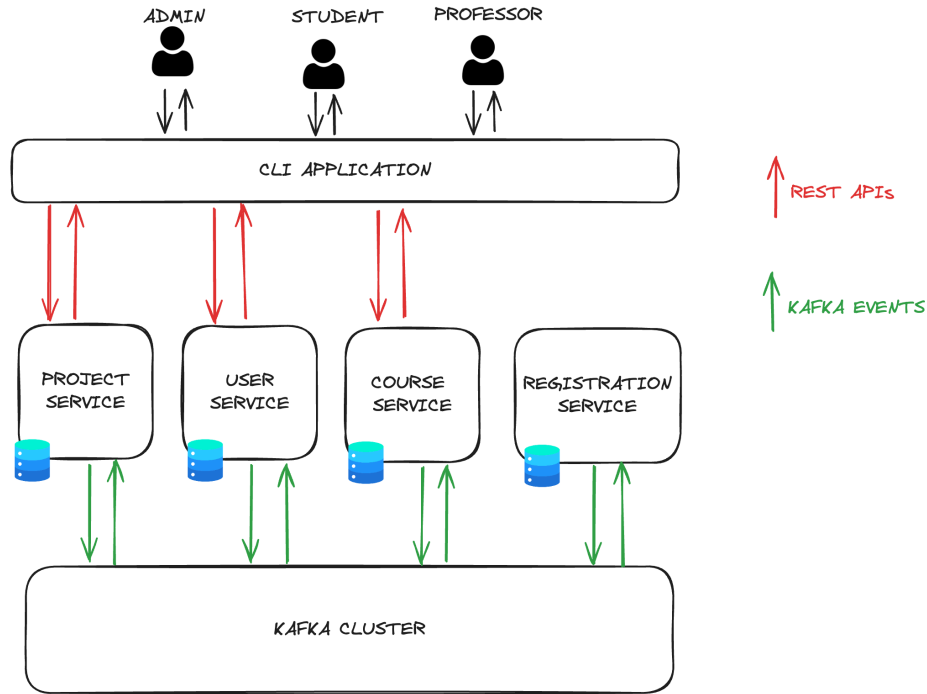 ADMIN
STUDENT
PROFESSOR
CLI APPLICATION
REST APIs
KAFKA EVENTS
PROJECT
SERVICE
USER
SERVICE
COURSE
SERVICE
REGISTRATION
SERVICE
KAFKA CLUSTER